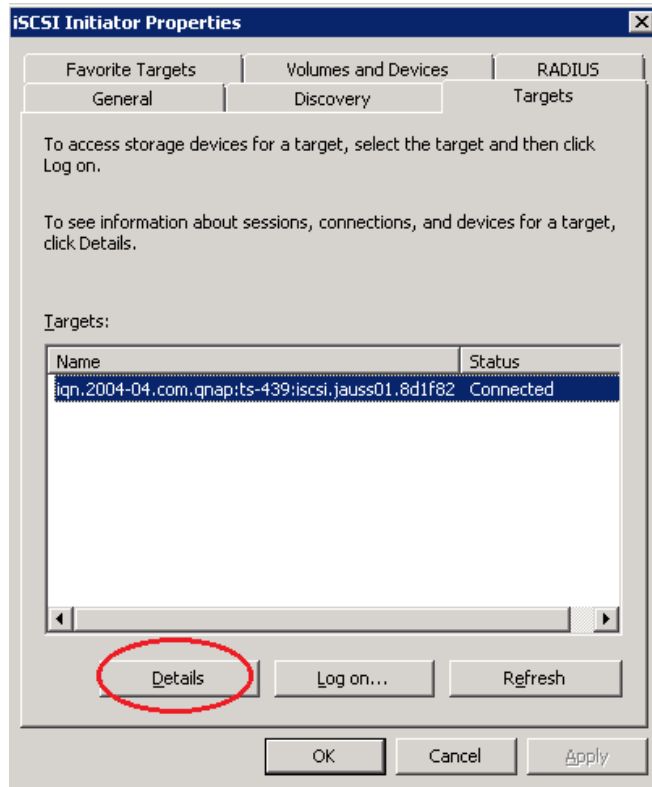 iSCSI Initiator Properties
Favorite Targets
Volumes and Devices
RADIUS
General
Discovery
Targets
To access storage devices for a target, select the target and then click
Log on.
To see information about sessions, connections, and devices for a target,
click Details.
Targets:
Name
Status
iqn.2004-04.com.qnap:ts-439:iscsi.jauss01.8d1f82
Connected
Details
Log on...
Refresh
OK
Cancel
Apply